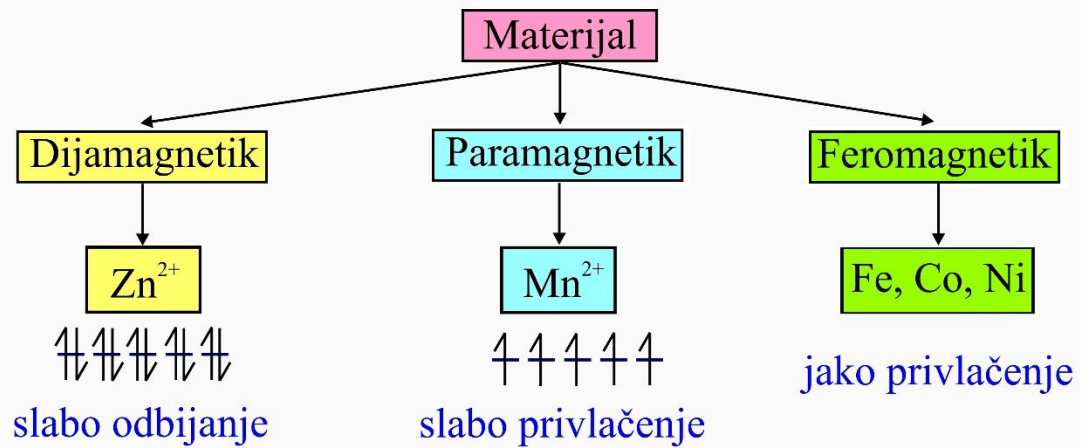 Materijal
Dijamagnetik
Paramagnetik
Feromagnetik
Zn²⁺
Mn²⁺
Fe, Co, Ni
slabo odbijanje
slabo privlačenje
jako privlačenje